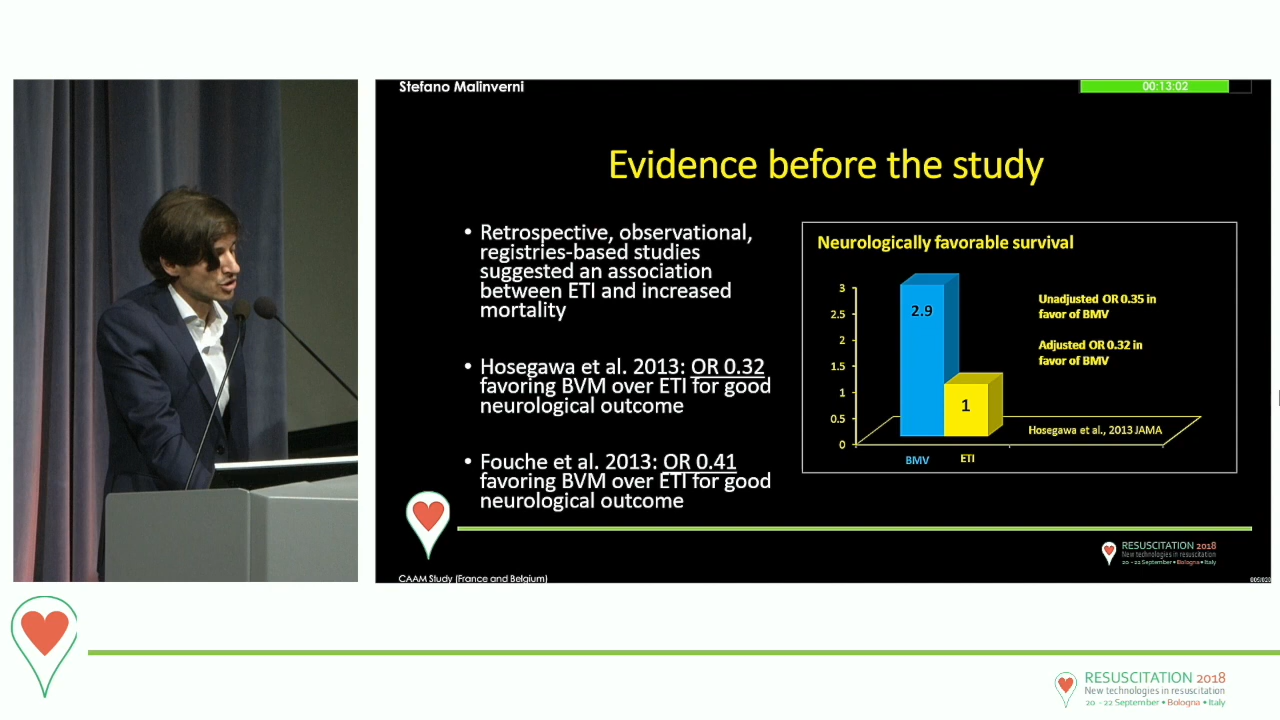 Stefano Malinverni
00:13:02
Evidence before the study
• Retrospective, observational,
registries-based studies
suggested an association
between ETI and increased
mortality
• Hosegawa et al. 2013: OR 0.32
favoring BVM over ETI for good
neurological outcome
• Fouche et al. 2013: OR 0.41
favoring BVM over ETI for good
neurological outcome
Neurologically favorable survival
3
2.5
2
1.5
1
0.5
0
2.9
1
BMV
ETI
Unadjusted OR 0.35 in
favor of BMV
Adjusted OR 0.32 in
favor of BMV
Hosegawa et al., 2013 JAMA
RESUSCITATION 2018
New technologies in resuscitation
20 - 22 September • Bologna • Italy
CAAM Study (France and Belgium)
RESUSCITATION 2018
New technologies in resuscitation
20 - 22 September • Bologna • Italy